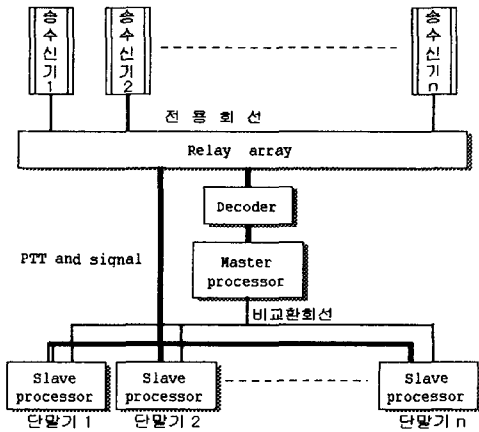 송수신기1
송수신기2
송수신기n
전 용 회 선
Relay array
Decoder
PTT and signal
Master
processor
비교환회선
Slave
processor
Slave
processor
Slave
processor
단말기 1
단말기 2
단말기 n